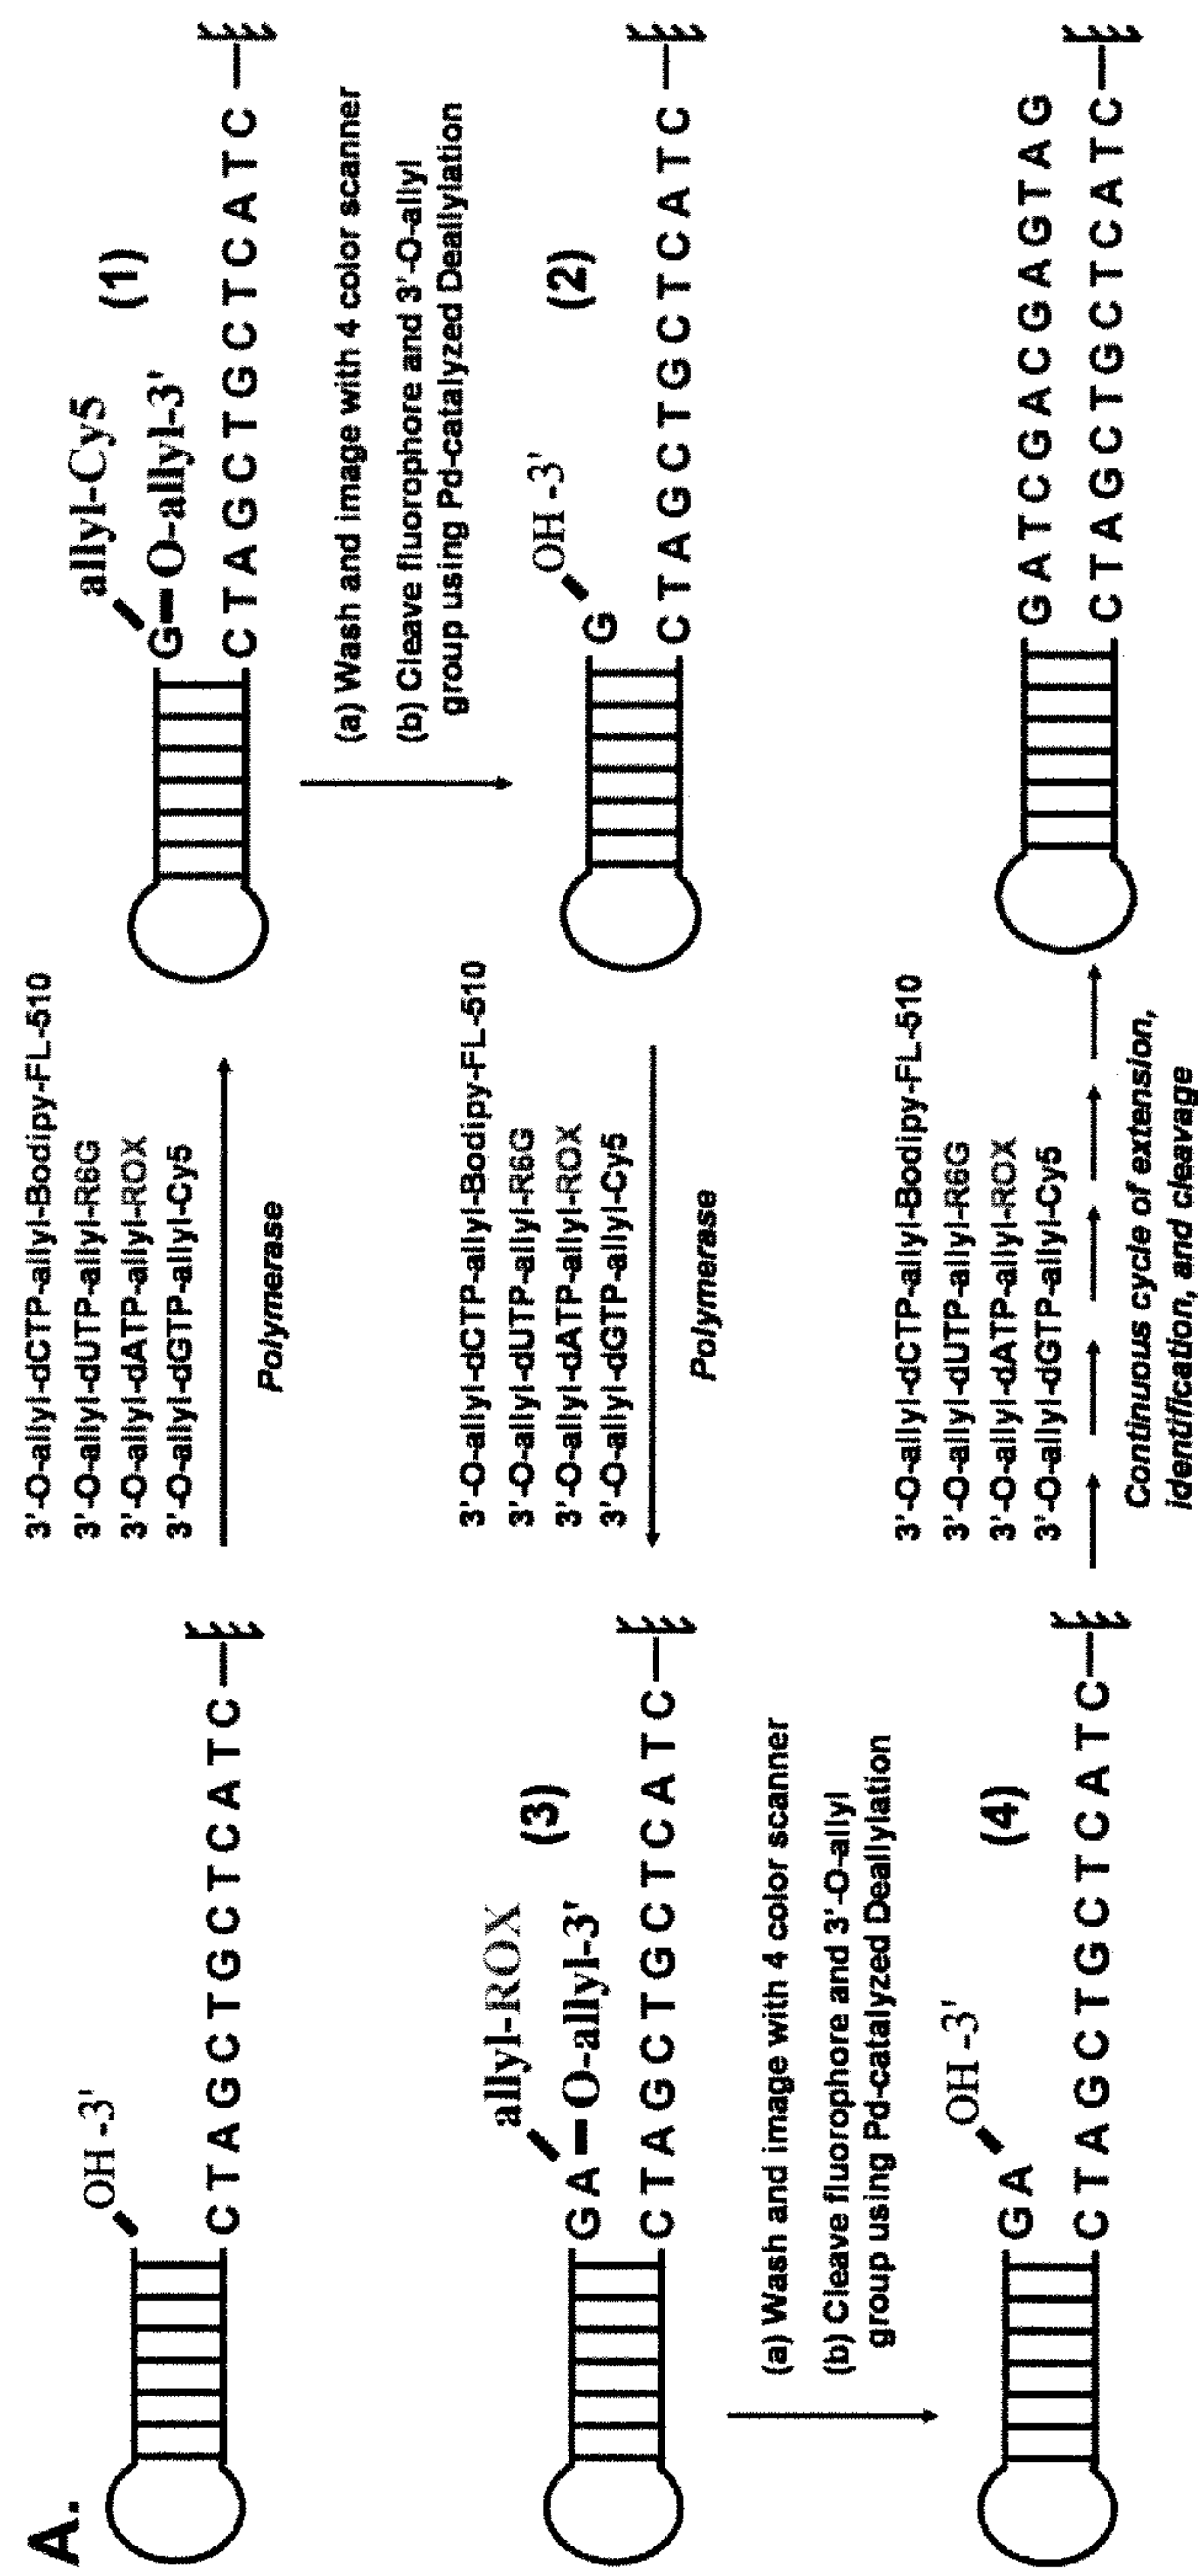 A.
OH -3'
C T A G C T G C T C A T C
3'-O-allyl-dCTP-allyl-Bodipy-FL-510
3'-O-allyl-dUTP-allyl-R6G
3'-O-allyl-dATP-allyl-ROX
3'-O-allyl-dGTP-allyl-Cy5
Polymerase
allyl-Cy5
(1)
G-O-allyl-3'
C T A G C T G C T C A T C
(a) Wash and image with 4 color scanner
(b) Cleave fluorophore and 3'-O-allyl
group using Pd-catalyzed Deallylation
OH -3'
(2)
G
C T A G C T G C T C A T C
3'-O-allyl-dCTP-allyl-Bodipy-FL-510
3'-O-allyl-dUTP-allyl-R6G
3'-O-allyl-dATP-allyl-ROX
3'-O-allyl-dGTP-allyl-Cy5
Polymerase
allyl-ROX
(3)
G A-O-allyl-3'
C T A G C T G C T C A T C
(a) Wash and image with 4 color scanner
(b) Cleave fluorophore and 3'-O-allyl
group using Pd-catalyzed Deallylation
OH -3'
(4)
G A
C T A G C T G C T C A T C
3'-O-allyl-dCTP-allyl-Bodipy-FL-510
3'-O-allyl-dUTP-allyl-R6G
3'-O-allyl-dATP-allyl-ROX
3'-O-allyl-dGTP-allyl-Cy5
Continuous cycle of extension,
identification, and cleavage
G A T C G A C G A G T A G
C T A G C T G C T C A T C